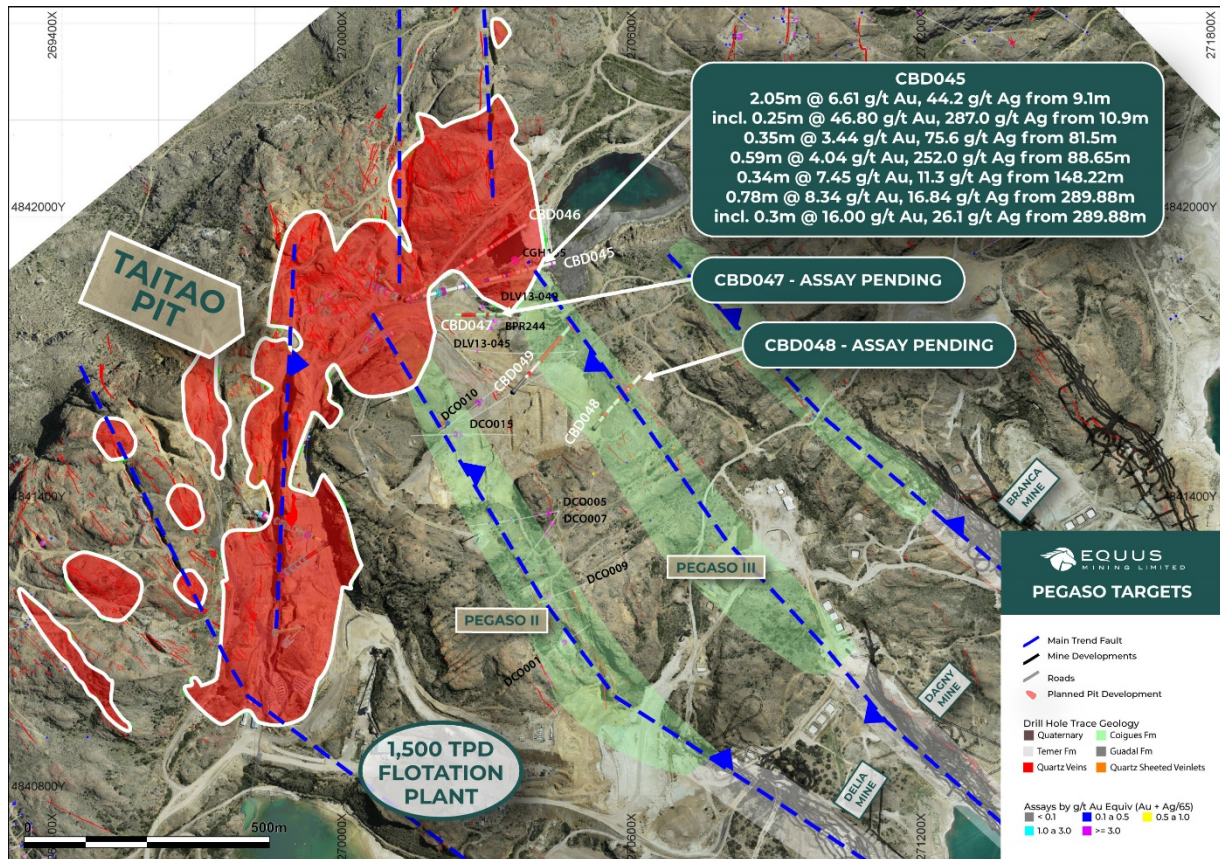 269400X
270000X
270600X
271200X
271800X
CBD045
2.05m @ 6.61 g/t Au, 44.2 g/t Ag from 9.1m
incl. 0.25m @ 46.80 g/t Au, 287.0 g/t Ag from 10.9m
0.35m @ 3.44 g/t Au, 75.6 g/t Ag from 81.5m
0.59m @ 4.04 g/t Au, 252.0 g/t Ag from 88.65m
0.34m @ 7.45 g/t Au, 11.3 g/t Ag from 148.22m
0.78m @ 8.34 g/t Au, 16.84 g/t Ag from 289.88m
incl. 0.3m @ 16.00 g/t Au, 26.1 g/t Ag from 289.88m
4842000Y
4842000Y
CBD046
CBD045
TAITAO
PIT
CBD047 - ASSAY PENDING
DLV13-049
CBD047
BPR244
DLV13-045
CBD048 - ASSAY PENDING
CBD049
DCO010
CBD048
DCO015
4841400Y
4841400Y
BRANCA
MINE
DCO005
DCO007
DCO009
PEGASO III
PEGASO II
DCO001
DAGNY
MINE
DELIA
MINE
1,500 TPD
FLOTATION
PLANT
4840800Y
0
500m
270000X
270600X
271200X
EQUUS
MINING LIMITED
PEGASO TARGETS
Main Trend Fault
Mine Developments
Roads
Planned Pit Development
Drill Hole Trace Geology
Quaternary
Coigues Fm
Temer Fm
Guadal Fm
Quartz Veins
Quartz Sheeted Veinlets
Assays by g/t Au Equiv (Au + Ag/65)
< 0.1
0.1 a 0.5
0.5 a 1.0
1.0 a 3.0
>= 3.0